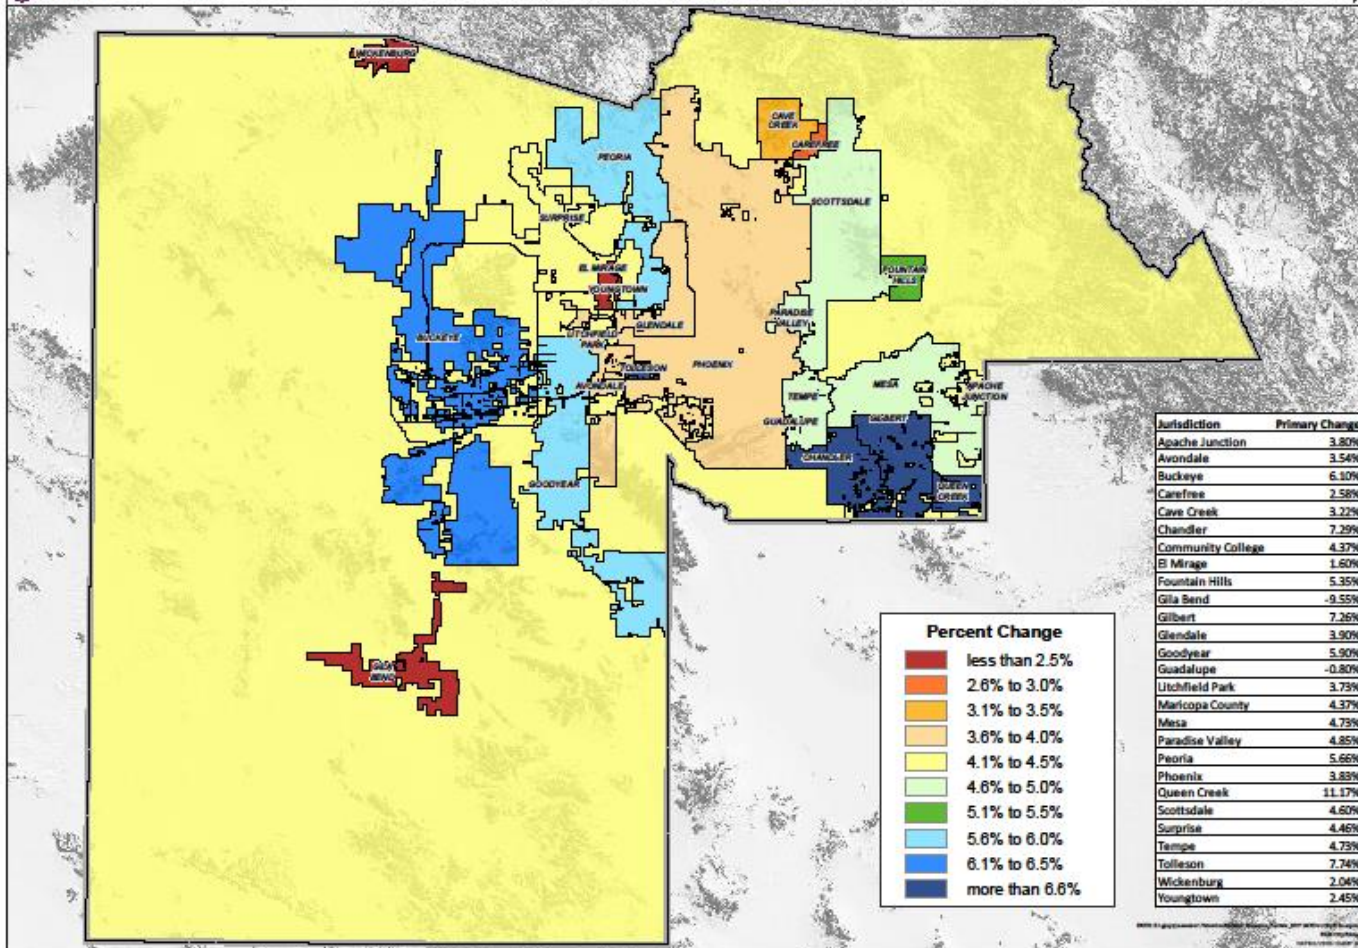 WICKENBURG
CAVE
CREEK
CAREFREE
PEORIA
SCOTTSDALE
SURPRISE
EL MIRAGE
YOUNGTOWN
FOUNTAIN
HILLS
PARADISE
VALLEY
GLENDALE
LITCHFIELD
PARK
BUCKEYE
PHOENIX
TOLLESON
AVONDALE
MESA
TEMPE
APACHE
JUNCTION
GUADALUPE
GILBERT
CHANDLER
QUEEN
CREEK
GOODYEAR
GILA
BEND
Percent Change
less than 2.5%
2.6% to 3.0%
3.1% to 3.5%
3.6% to 4.0%
4.1% to 4.5%
4.6% to 5.0%
5.1% to 5.5%
5.6% to 6.0%
6.1% to 6.5%
more than 6.6%
Jurisdiction Primary Change
Apache Junction 3.80%
Avondale 3.54%
Buckeye 6.10%
Carefree 2.58%
Cave Creek 3.22%
Chandler 7.29%
Community College 4.37%
El Mirage 1.60%
Fountain Hills 5.35%
Gila Bend -9.55%
Gilbert 7.26%
Glendale 3.90%
Goodyear 5.90%
Guadalupe -0.80%
Litchfield Park 3.73%
Maricopa County 4.37%
Mesa 4.73%
Paradise Valley 4.85%
Peoria 5.66%
Phoenix 3.83%
Queen Creek 11.17%
Scottsdale 4.60%
Surprise 4.46%
Tempe 4.73%
Tolleson 7.74%
Wickenburg 2.04%
Youngtown 2.45%